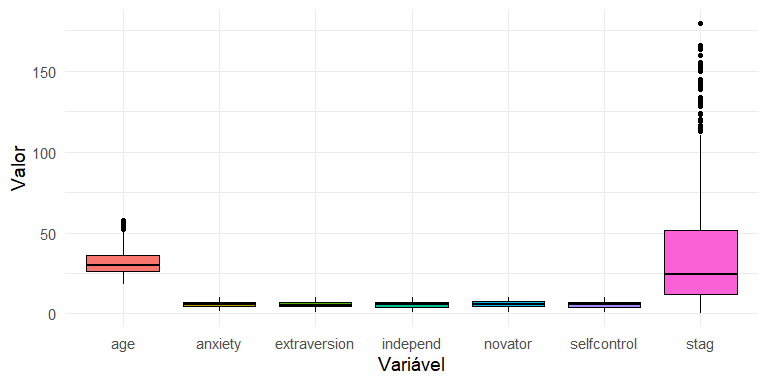 Valor
150
100
50
0
age anxiety extraversion independ novator selfcontrol stag
Variável